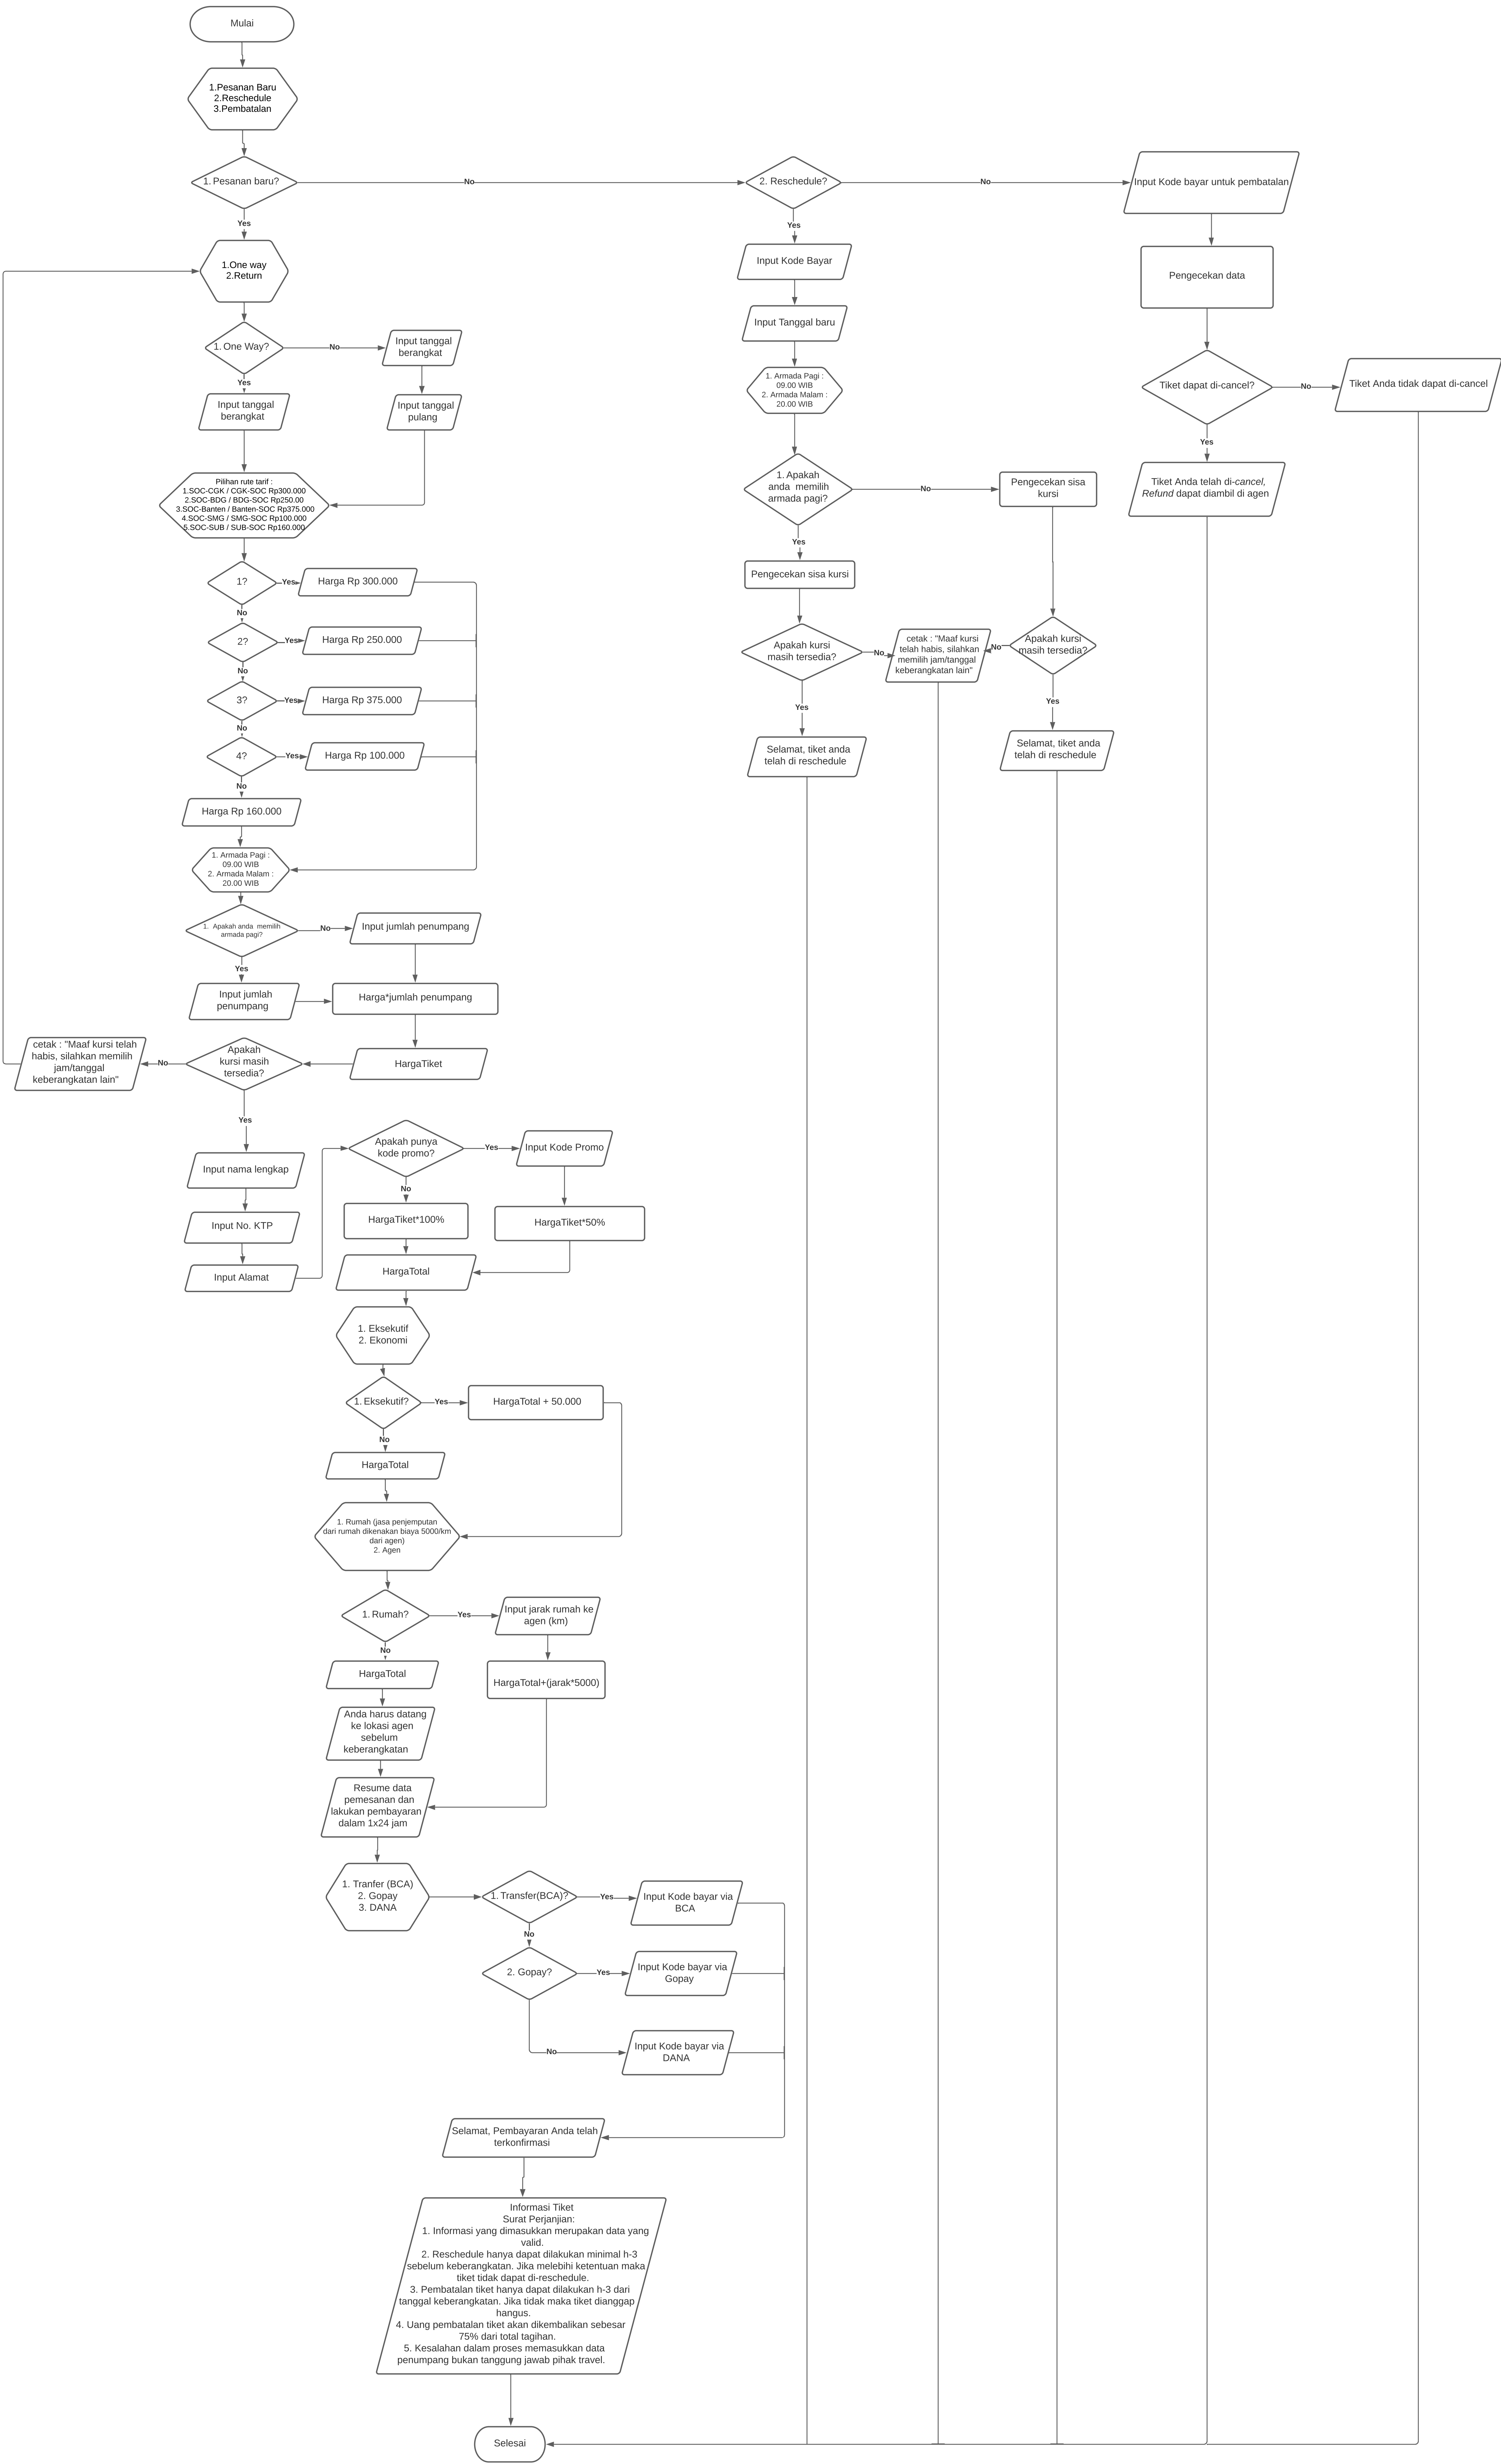 Mulai
1.Pesanan Baru
2.Reschedule
3.Pembatalan
1. Pesanan baru?
No
Yes
1.One way
2.Return
1. One Way?
No
Yes
Input tanggal
berangkat
Input tanggal
pulang
Input tanggal
berangkat
Pilihan rute tarif :
1.SOC-CGK / CGK-SOC Rp300.000
2.SOC-BDG / BDG-SOC Rp250.00
3.SOC-Banten / Banten-SOC Rp375.000
4.SOC-SMG / SMG-SOC Rp100.000
5.SOC-SUB / SUB-SOC Rp160.000
1?
Yes
Harga Rp 300.000
No
2?
Yes
Harga Rp 250.000
No
3?
Yes
Harga Rp 375.000
No
4?
Yes
Harga Rp 100.000
No
Harga Rp 160.000
1. Armada Pagi :
09.00 WIB
2. Armada Malam :
20.00 WIB
1. Apakah anda memilih
armada pagi?
No
Input jumlah penumpang
Yes
Input jumlah
penumpang
Harga*jumlah penumpang
HargaTiket
Apakah
kursi masih
tersedia?
No
cetak : "Maaf kursi telah
habis, silahkan memilih
jam/tanggal
keberangkatan lain"
Yes
Input nama lengkap
Input No. KTP
Input Alamat
Apakah punya
kode promo?
Yes
Input Kode Promo
No
HargaTiket*100%
HargaTiket*50%
HargaTotal
1. Eksekutif
2. Ekonomi
1. Eksekutif?
Yes
HargaTotal + 50.000
No
HargaTotal
1. Rumah (jasa penjemputan
dari rumah dikenakan biaya 5000/km
dari agen)
2. Agen
1. Rumah?
Yes
Input jarak rumah ke
agen (km)
No
HargaTotal
HargaTotal+(jarak*5000)
Anda harus datang
ke lokasi agen
sebelum
keberangkatan
Resume data
pemesanan dan
lakukan pembayaran
dalam 1x24 jam
1. Tranfer (BCA)
2. Gopay
3. DANA
1. Transfer(BCA)?
Yes
Input Kode bayar via
BCA
No
2. Gopay?
Yes
Input Kode bayar via
Gopay
No
Input Kode bayar via
DANA
Selamat, Pembayaran Anda telah
terkonfirmasi
Informasi Tiket
Surat Perjanjian:
1. Informasi yang dimasukkan merupakan data yang
valid.
2. Reschedule hanya dapat dilakukan minimal h-3
sebelum keberangkatan. Jika melebihi ketentuan maka
tiket tidak dapat di-reschedule.
3. Pembatalan tiket hanya dapat dilakukan h-3 dari
tanggal keberangkatan. Jika tidak maka tiket dianggap
hangus.
4. Uang pembatalan tiket akan dikembalikan sebesar
75% dari total tagihan.
5. Kesalahan dalam proses memasukkan data
penumpang bukan tanggung jawab pihak travel.
Selesai
2. Reschedule?
No
Yes
Input Kode Bayar
Input Tanggal baru
1. Armada Pagi :
09.00 WIB
2. Armada Malam :
20.00 WIB
1. Apakah
anda memilih
armada pagi?
No
Pengecekan sisa
kursi
Yes
Pengecekan sisa kursi
Apakah kursi
masih tersedia?
No
cetak : "Maaf kursi
telah habis, silahkan
memilih jam/tanggal
keberangkatan lain"
No
Apakah kursi
masih tersedia?
Yes
Selamat, tiket anda
telah di reschedule
Yes
Selamat, tiket anda
telah di reschedule
Input Kode bayar untuk pembatalan
Pengecekan data
Tiket dapat di-cancel?
No
Tiket Anda tidak dapat di-cancel
Yes
Tiket Anda telah di-cancel,
Refund dapat diambil di agen